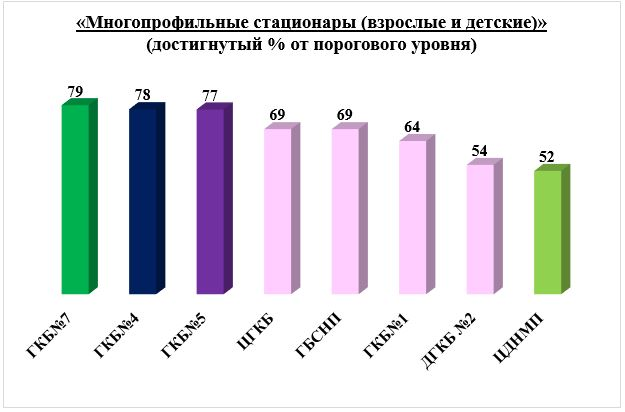 «Многопрофильные стационары (взрослые и детские)»
(достигнутый % от порогового уровня)
79
78
77
69
69
64
54
52
ГКБ№7
ГКБ№4
ГКБ№5
ЦГКБ
ГБСНП
ГКБ№1
ДГКБ №2
ЦДНМП